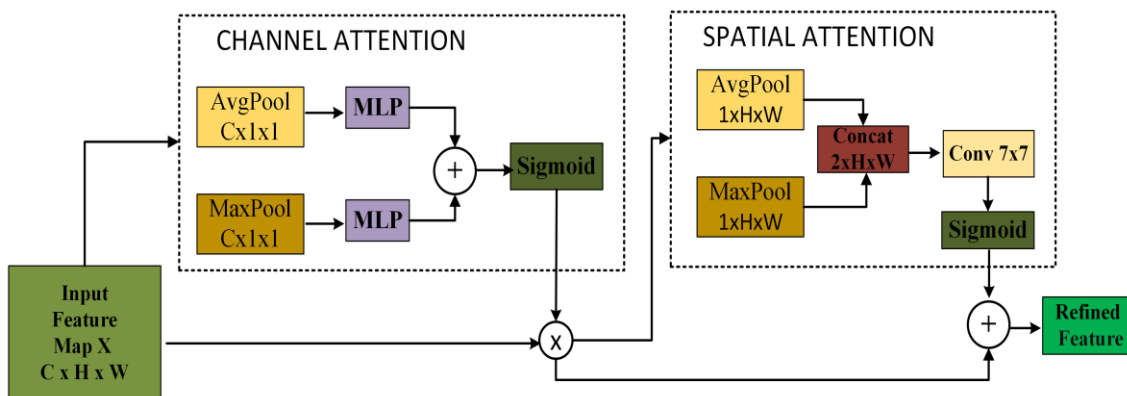 CHANNEL ATTENTION
AvgPool
Cx1x1
MLP
+
Sigmoid
MaxPool
Cx1x1
MLP
Input
Feature
Map X
C x H x W
X
SPATIAL ATTENTION
AvgPool
1xHxW
Concat
2xHxW
Conv 7x7
MaxPool
1xHxW
Sigmoid
+
Refined
Feature